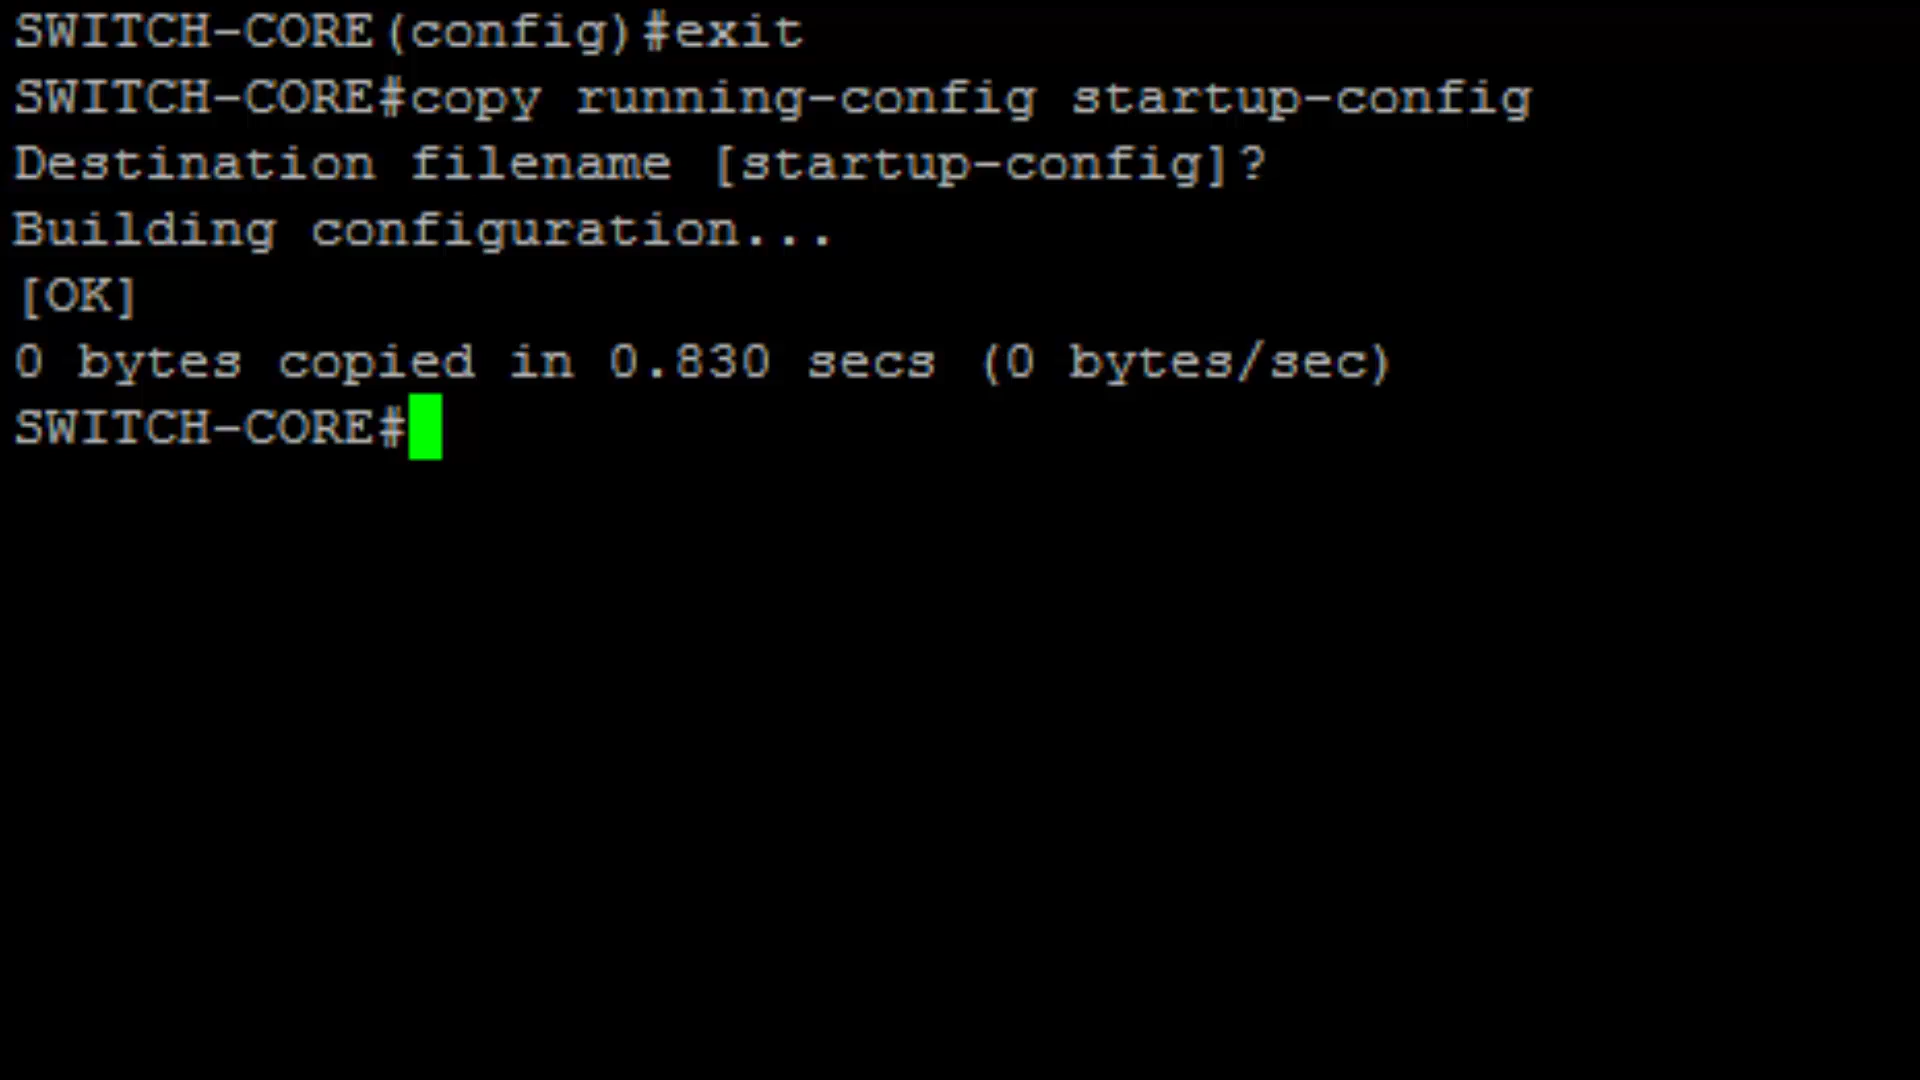 SWITCH-CORE(config)#exit
SWITCH-CORE#copy running-config startup-config
Destination filename [startup-config]?
Building configuration...
[OK]
0 bytes copied in 0.830 secs (0 bytes/sec)
SWITCH-CORE#